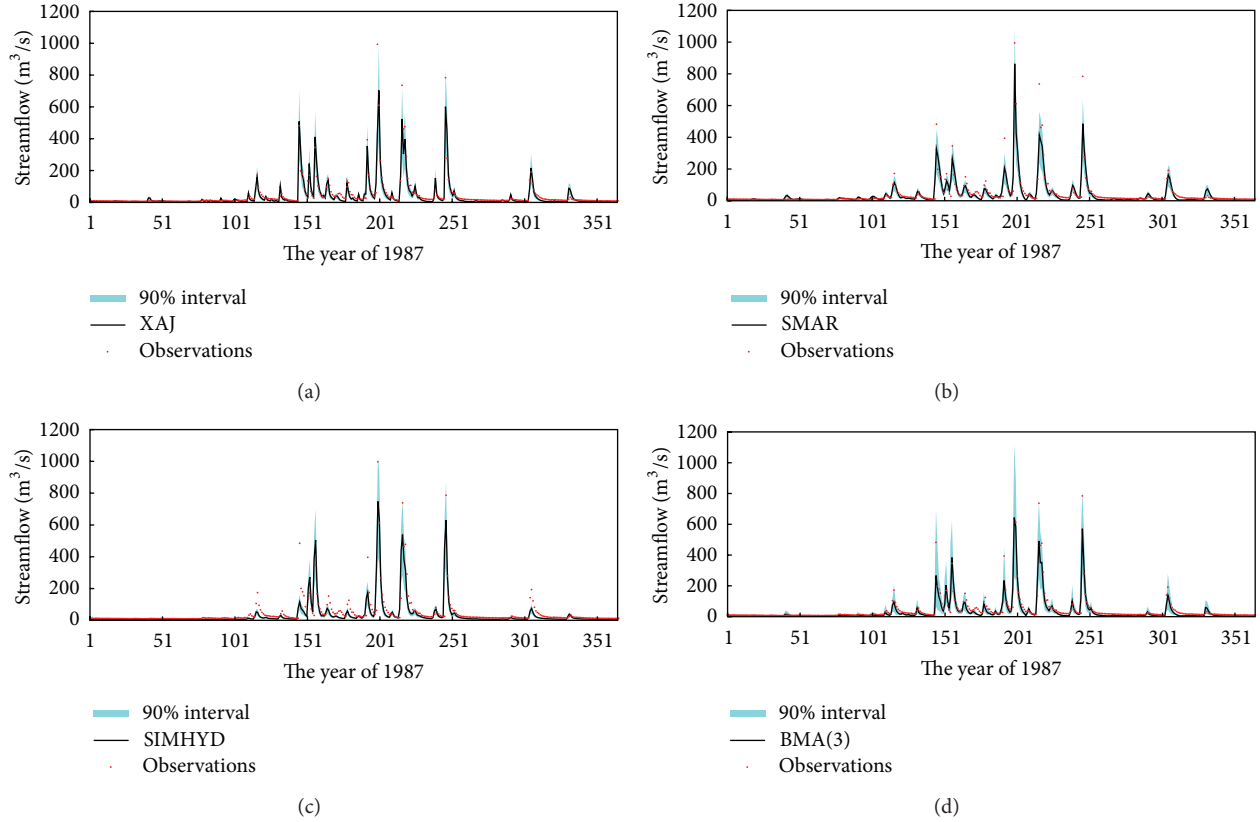 Streamflow (m³/s)
1200
1000
800
600
400
200
0
1 51 101 151 201 251 301 351
The year of 1987
90% interval
XAJ
Observations
(a)
Streamflow (m³/s)
1200
1000
800
600
400
200
0
1 51 101 151 201 251 301 351
The year of 1987
90% interval
SMAR
Observations
(b)
Streamflow (m³/s)
1200
1000
800
600
400
200
0
1 51 101 151 201 251 301 351
The year of 1987
90% interval
SIMHYD
Observations
(c)
Streamflow (m³/s)
1200
1000
800
600
400
200
0
1 51 101 151 201 251 301 351
The year of 1987
90% interval
BMA(3)
Observations
(d)